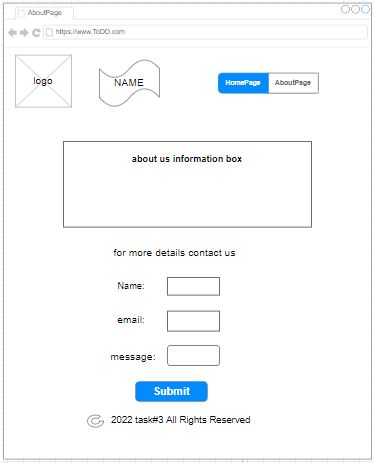 AboutPage
https://www.ToDO.com
logo
NAME
HomePage AboutPage
about us information box
for more details contact us
Name:
email:
message:
Submit
2022 task#3 All Rights Reserved